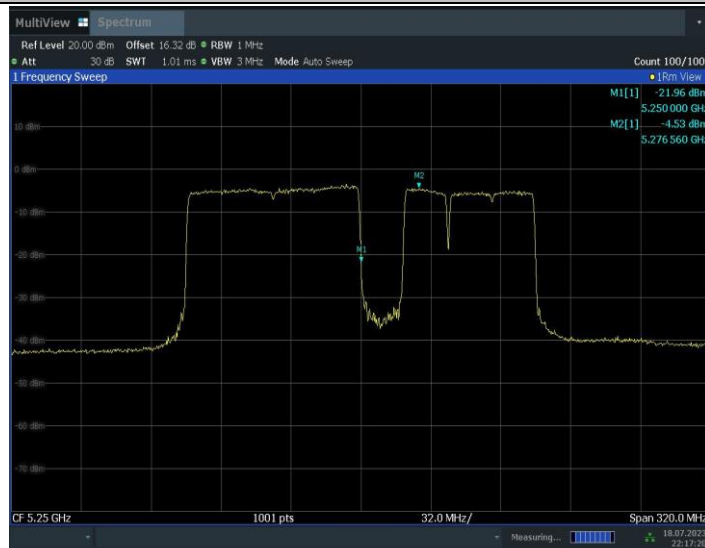 MultiView Spectrum
Ref Level 20.00 dBm Offset 16.32 dB RBW 1 MHz
Att 30 dB SWT 1.01 ms VBW 3 MHz Mode Auto Sweep Count 100/100
1 Frequency Sweep 1Rm View
M1[1] -21.96 dBm
5.250 000 GHz
10 dBm
M2[1] -4.53 dBm
5.276 560 GHz
0 dBm
M2
-10 dBm
-20 dBm
M1
-30 dBm
-40 dBm
-50 dBm
-60 dBm
-70 dBm
CF 5.25 GHz 1001 pts 32.0 MHz/ Span 320.0 MHz
Measuring... 18.07.2023
22:17:20